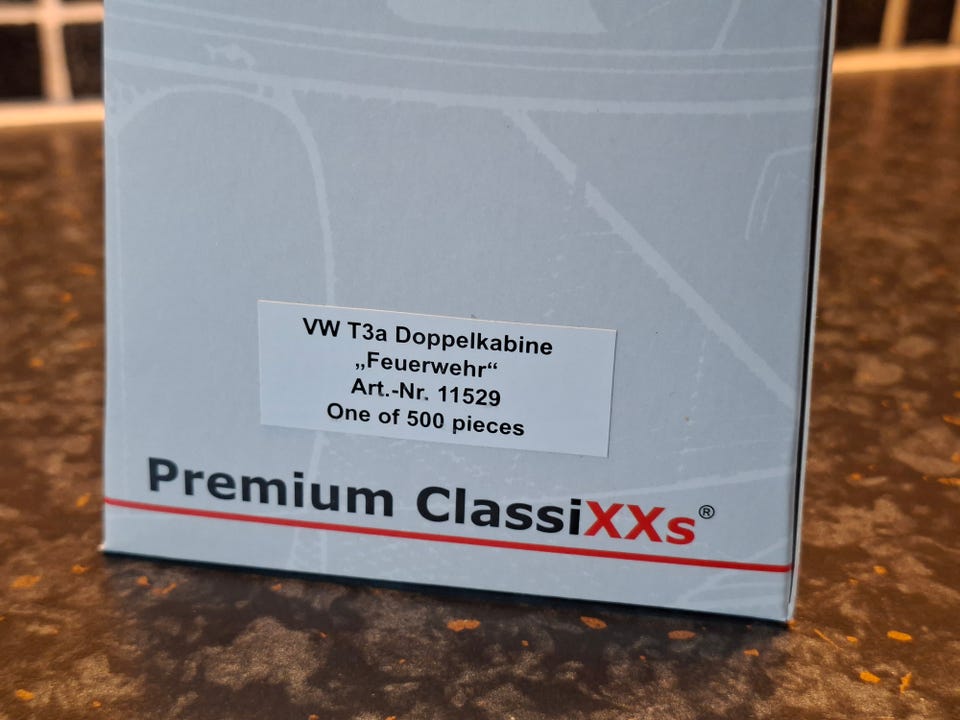 VW T3a Doppelkabine
„Feuerwehr“
Art.-Nr. 11529
One of 500 pieces
Premium ClassiXXs®